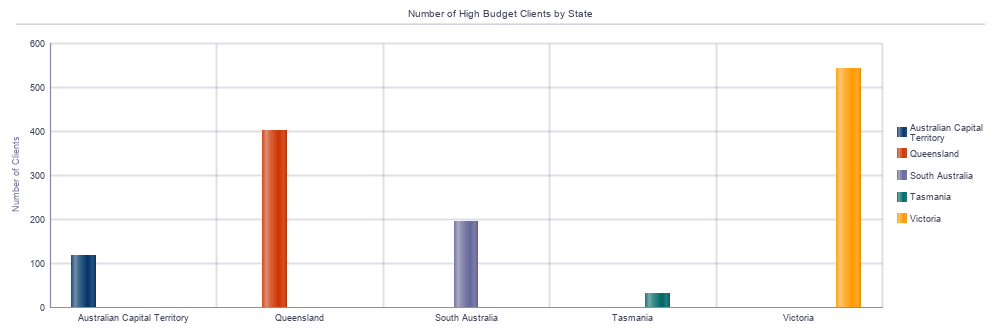 Number of High Budget Clients by State
Number of Clients
600
500
400
300
200
100
0
Australian Capital Territory
Queensland
South Australia
Tasmania
Victoria
Australian Capital
Territory
Queensland
South Australia
Tasmania
Victoria